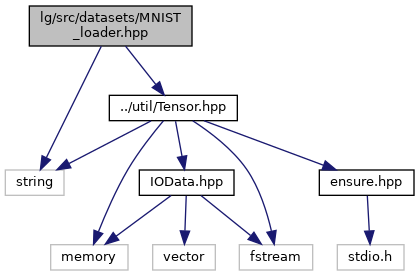 lg/src/datasets/MNIST
_loader.hpp
../util/Tensor.hpp
string
IOData.hpp
ensure.hpp
memory
vector
fstream
stdio.h